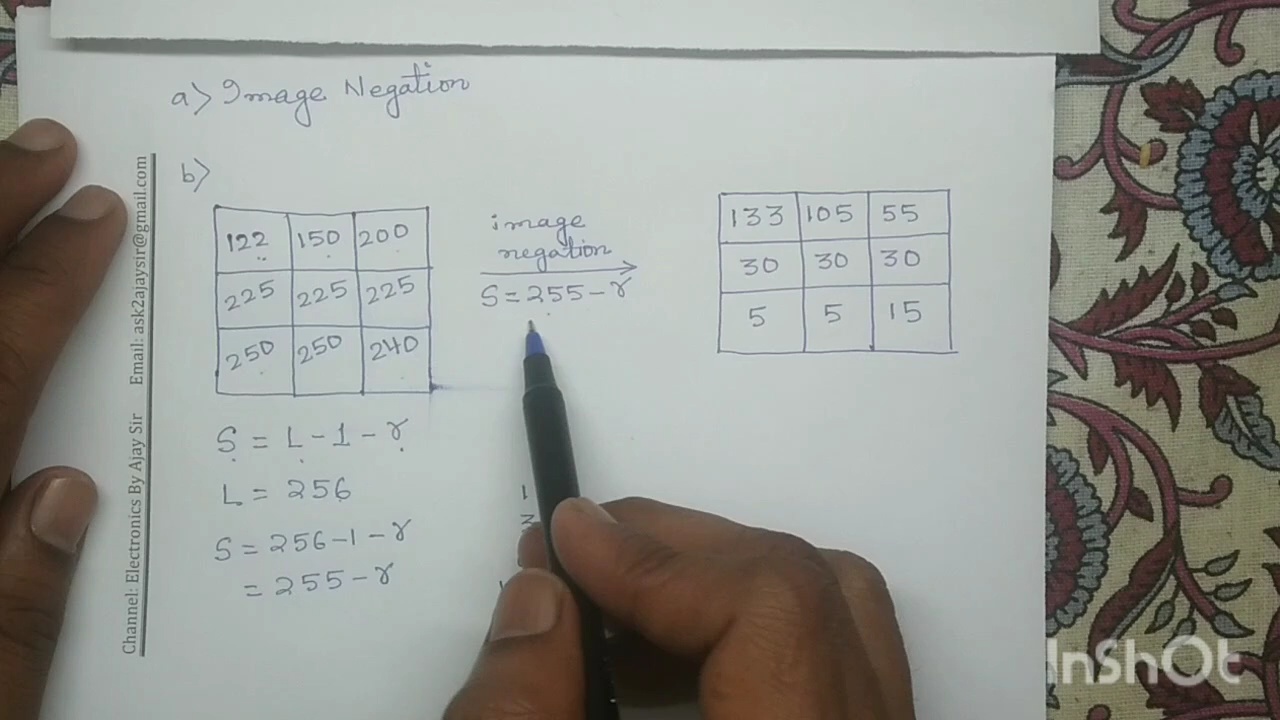 a) Image Negation
b)
122 150 200
225 225 225
250 250 240
image
negation
S = 255 - r
133 105 55
30 30 30
5 5 15
S = L - 1 - r
L = 256
S = 256 - 1 - r
= 255 - r
Channel: Electronics By Ajay Sir Email: ask2ajaysir@gmail.com
InShOt